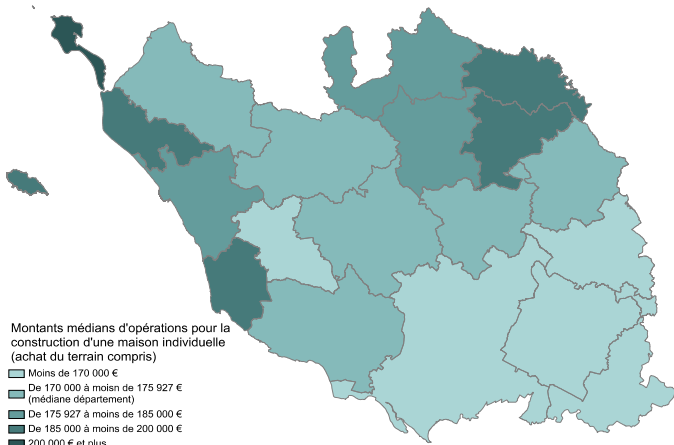 Montants médians d'opérations pour la
construction d'une maison individuelle
(achat du terrain compris)
Moins de 170 000 €
De 170 000 à moisn de 175 927 €
(médiane département)
De 175 927 à moins de 185 000 €
De 185 000 à moins de 200 000 €
200 000 € et plus